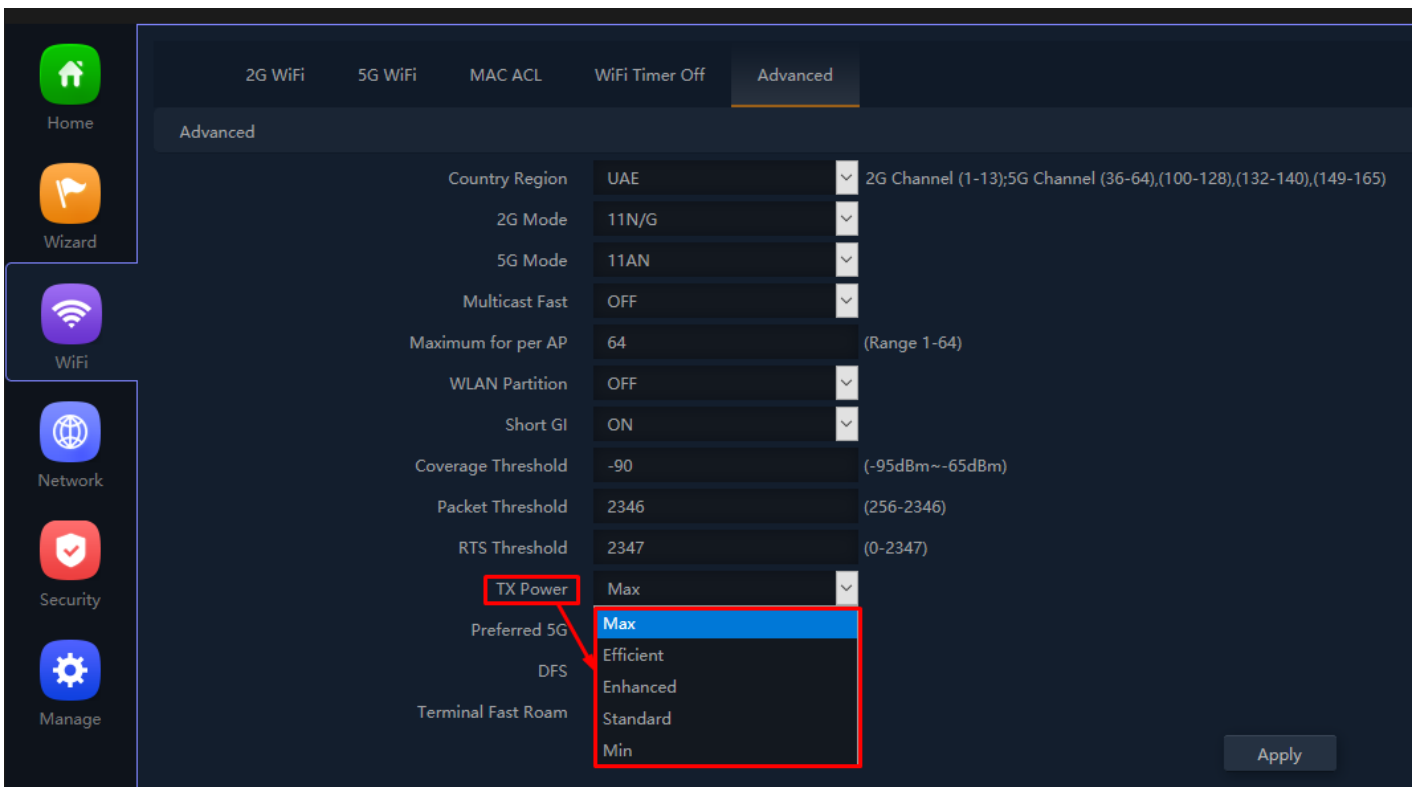 2G WiFi 5G WiFi MAC ACL WiFi Timer Off Advanced
Home
Advanced
Country Region UAE 2G Channel (1-13);5G Channel (36-64),(100-128),(132-140),(149-165)
2G Mode 11N/G
Wizard
5G Mode 11AN
Multicast Fast OFF
Maximum for per AP 64 (Range 1-64)
WiFi
WLAN Partition OFF
Short GI ON
Coverage Threshold -90 (-95dBm~-65dBm)
Network
Packet Threshold 2346 (256-2346)
RTS Threshold 2347 (0-2347)
TX Power Max
Security
Max
Preferred 5G
Efficient
DFS
Enhanced
Terminal Fast Roam
Standard
Manage
Min
Apply